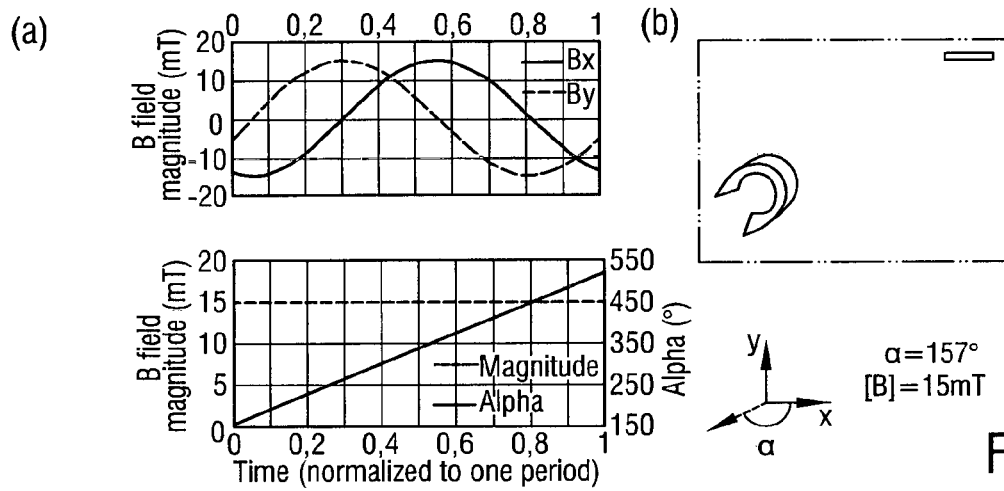 (a)
0 0,2 0,4 0,6 0,8 1
20
10
0
-10
-20
B field
magnitude (mT)
Bx
By
20
15
10
5
0
B field
magnitude (mT)
Magnitude
Alpha
550
450
350
250
150
Alpha (°)
0 0,2 0,4 0,6 0,8 1
Time (normalized to one period)
(b)
y
x
α
α=157°
[B]=15mT